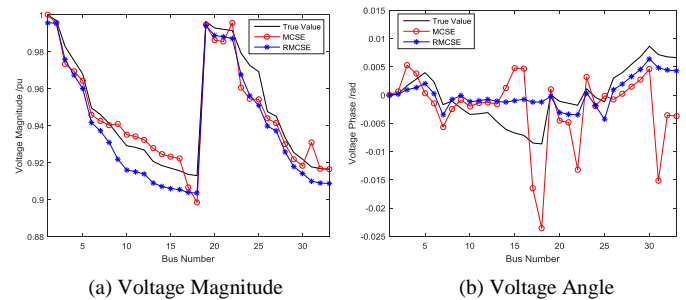 True Value
MCSE
RMCSE
1
0.98
0.96
0.94
0.92
0.9
0.88
Voltage Magnitude /pu
5
10
15
20
25
30
Bus Number
(a) Voltage Magnitude
True Value
MCSE
RMCSE
0.015
0.01
0.005
0
-0.005
-0.01
-0.015
-0.02
-0.025
Voltage Phase /rad
0
5
10
15
20
25
30
Bus Number
(b) Voltage Angle